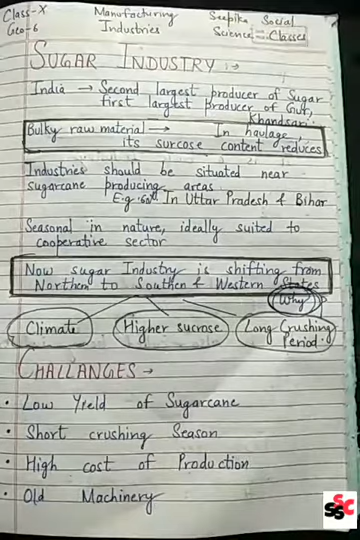 Class-X Manufacturing Deepika Social
Geo-6 Industries Science Classes
SUGAR INDUSTRY :→
India → Second largest producer of Sugar
first largest producer of Gur,
Khandsari.
Bulky raw material → In haulage
its surcose content reduces
Industries should be situated near
sugarcane producing areas
E.g :60% In Uttar Pradesh & Bihar
Seasonal in nature, ideally suited to
cooperative sector
Now sugar Industry is shifting from
Northern to Southen & Western States
Why
Climate Higher sucrose Long Crushing
Period.
CHALLANGES →
• Low Yield of Sugarcane
• Short crushing Season
• High cost of Production
• Old Machinery
SSC